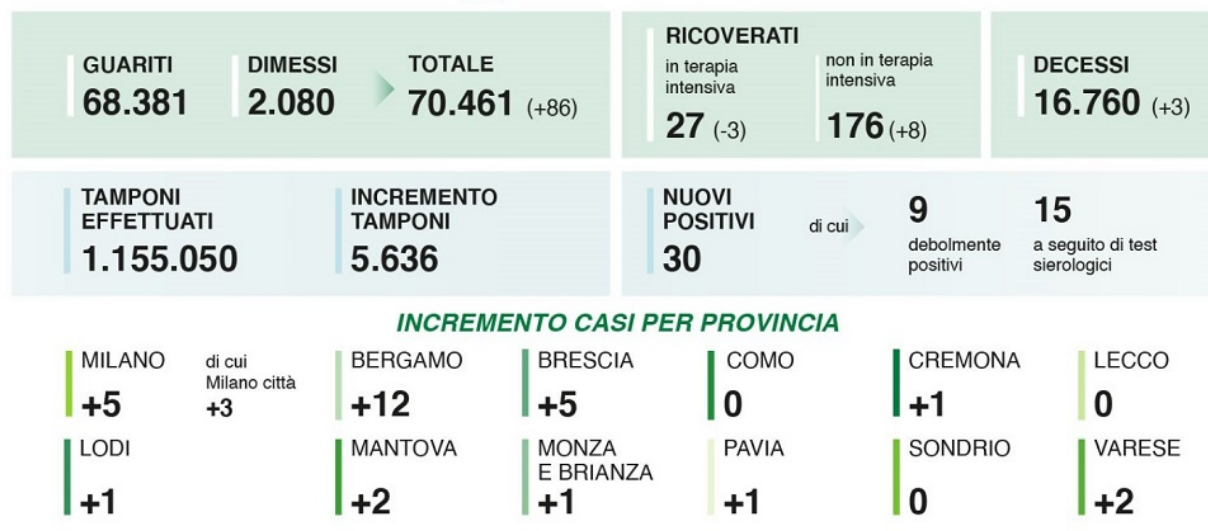 GUARITI
68.381
DIMESSI
2.080
TOTALE
70.461 (+86)
RICOVERATI
in terapia
intensiva
27 (-3)
non in terapia
intensiva
176 (+8)
DECESSI
16.760 (+3)
TAMPONI
EFFETTUATI
1.155.050
INCREMENTO
TAMPONI
5.636
NUOVI
POSITIVI
30
di cui
9
debolmente
positivi
15
a seguito di test
sierologici
INCREMENTO CASI PER PROVINCIA
MILANO
+5
di cui
Milano città
+3
BERGAMO
+12
BRESCIA
+5
COMO
0
CREMONA
+1
LECCO
0
LODI
+1
MANTOVA
+2
MONZA
E BRIANZA
+1
PAVIA
+1
SONDRIO
0
VARESE
+2